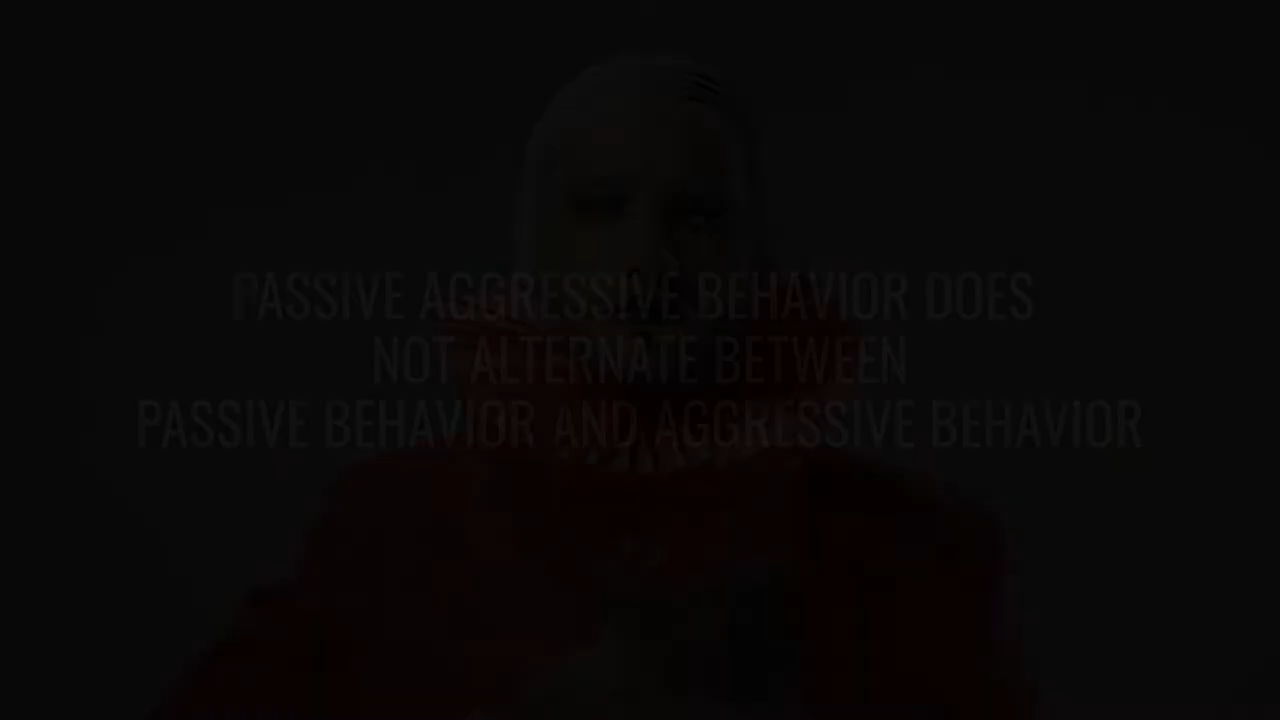 PASSIVE AGGRESSIVE BEHAVIOR DOES
NOT ALTERNATE BETWEEN
PASSIVE BEHAVIOR AND AGGRESSIVE BEHAVIOR